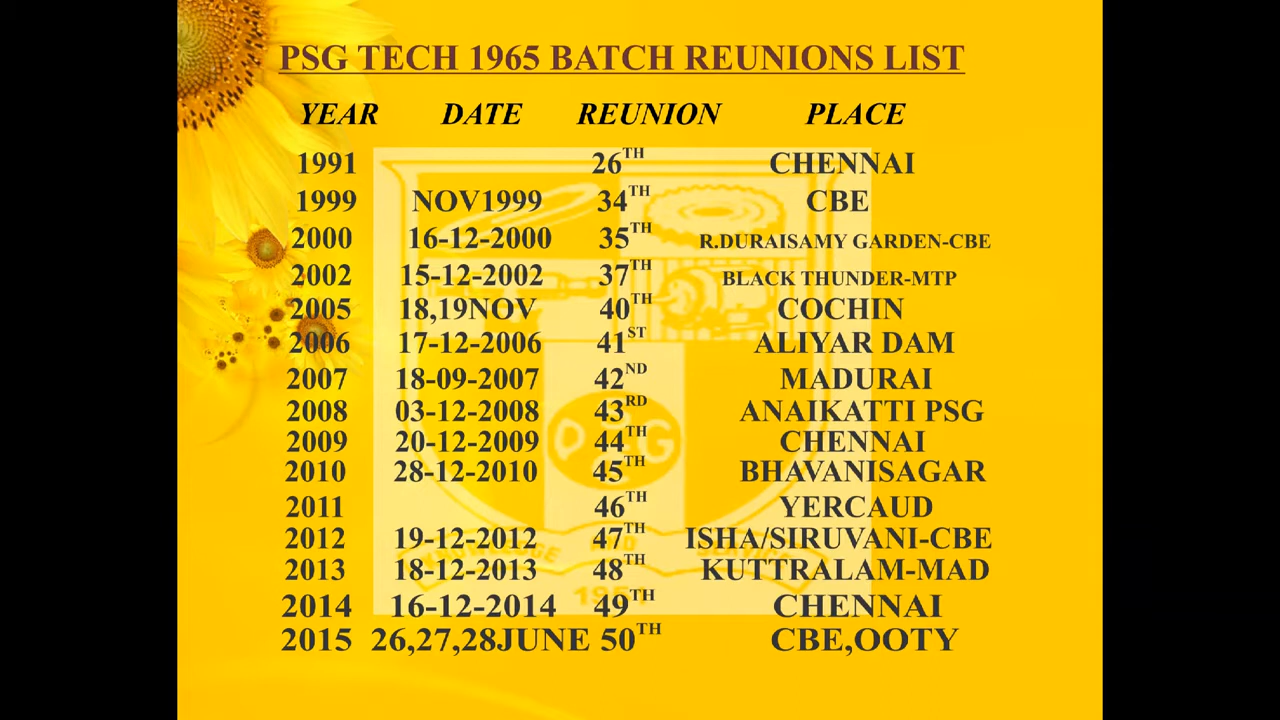 PSG TECH 1965 BATCH REUNIONS LIST
YEAR DATE REUNION PLACE
1991 26TH CHENNAI
1999 NOV1999 34TH CBE
2000 16-12-2000 35TH R.DURAISAMY GARDEN-CBE
2002 15-12-2002 37TH BLACK THUNDER-MTP
2005 18,19NOV 40TH COCHIN
2006 17-12-2006 41ST ALIYAR DAM
2007 18-09-2007 42ND MADURAI
2008 03-12-2008 43RD ANAIKATTI PSG
2009 20-12-2009 44TH CHENNAI
2010 28-12-2010 45TH BHAVANISAGAR
2011 46TH YERCAUD
2012 19-12-2012 47TH ISHA/SIRUVANI-CBE
2013 18-12-2013 48TH KUTTRALAM-MAD
2014 16-12-2014 49TH CHENNAI
2015 26,27,28JUNE 50TH CBE,OOTY
PSG
KNOWLEDGE AND SERVICE